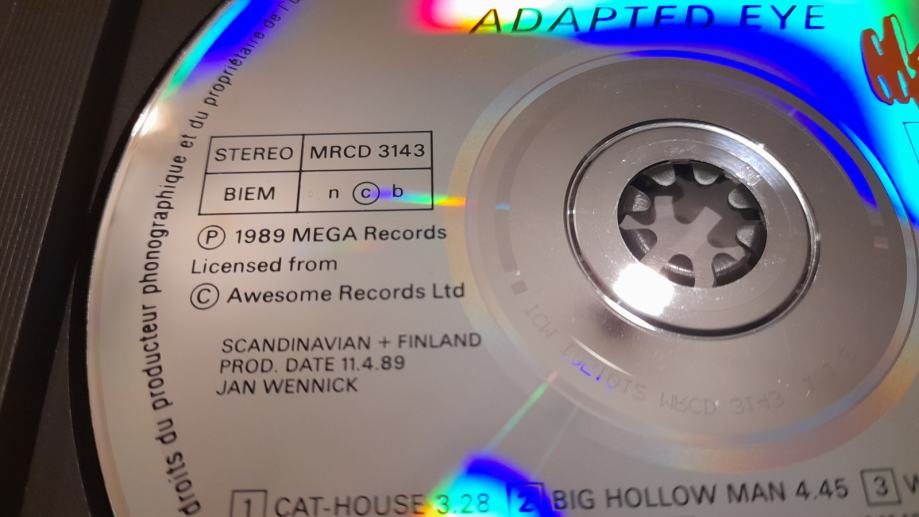 ADAPTED EYE
droits du producteur phonographique et du propriétaire de l'
STEREO MRCD 3143
BIEM n ⓒ b
Ⓟ 1989 MEGA Records
Licensed from
Ⓒ Awesome Records Ltd
SCANDINAVIAN + FINLAND
PROD. DATE 11.4.89
JAN WENNICK
MRCD 3143
1 CAT-HOUSE 3.28 2 BIG HOLLOW MAN 4.45 3